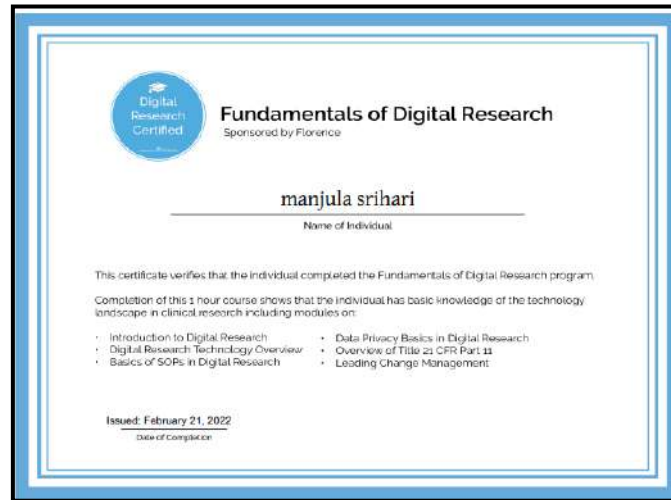 Digital
Research
Certified
Fundamentals of Digital Research
Sponsored by Florence
manjula srihari
Name of Individual
This certificate verifies that the individual completed the Fundamentals of Digital Research program.
Completion of this 1 hour course shows that the individual has basic knowledge of the technology
landscape in clinical research including modules on:
· Introduction to Digital Research
· Digital Research Technology Overview
· Basics of SOPs in Digital Research
· Data Privacy Basics in Digital Research
· Overview of Title 21 CFR Part 11
· Leading Change Management
Issued: February 21, 2022
Date of Completion